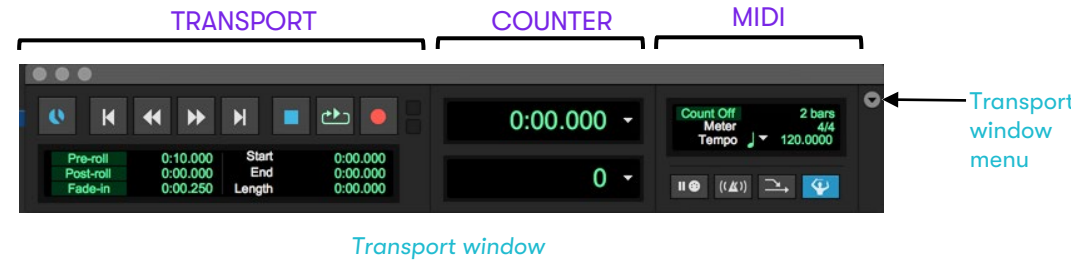 TRANSPORT COUNTER MIDI
0:00.000
Count Off 2 bars
Meter 4/4
Tempo 120.0000
Pre-roll 0:10.000 Start 0:00.000
Post-roll 0:00.000 End 0:00.000
Fade-in 0:00.250 Length 0:00.000
0
Transport
window
menu
Transport window